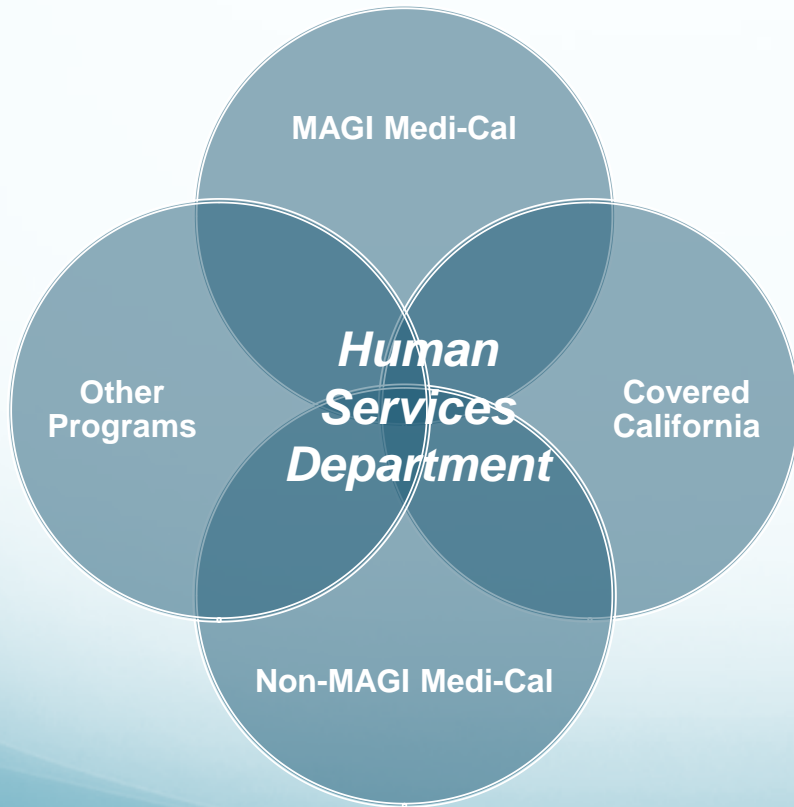 MAGI Medi-Cal
Human
Services
Department
Other
Programs
Covered
California
Non-MAGI Medi-Cal